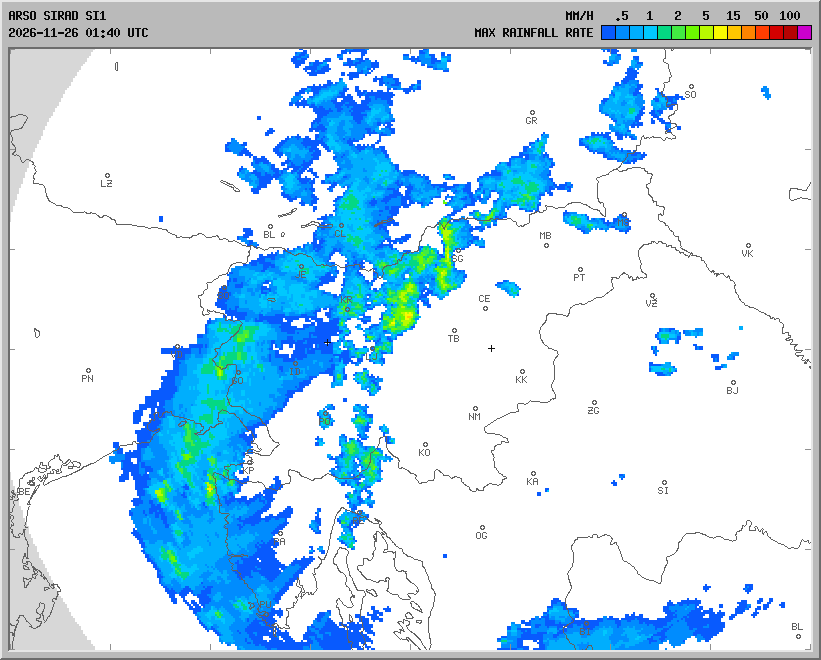 ARSO SIRAD SI1 MM/H .5 1 2 5 15 50 100
2026-11-26 01:40 UTC MAX RAINFALL RATE
SO
GR
LZ
BL
CL
MB
SG
VK
PT
CE
VZ
TB
PN
GO
KK
BJ
ZG
NM
KO
KP
KA
SI
BE
OG
BL